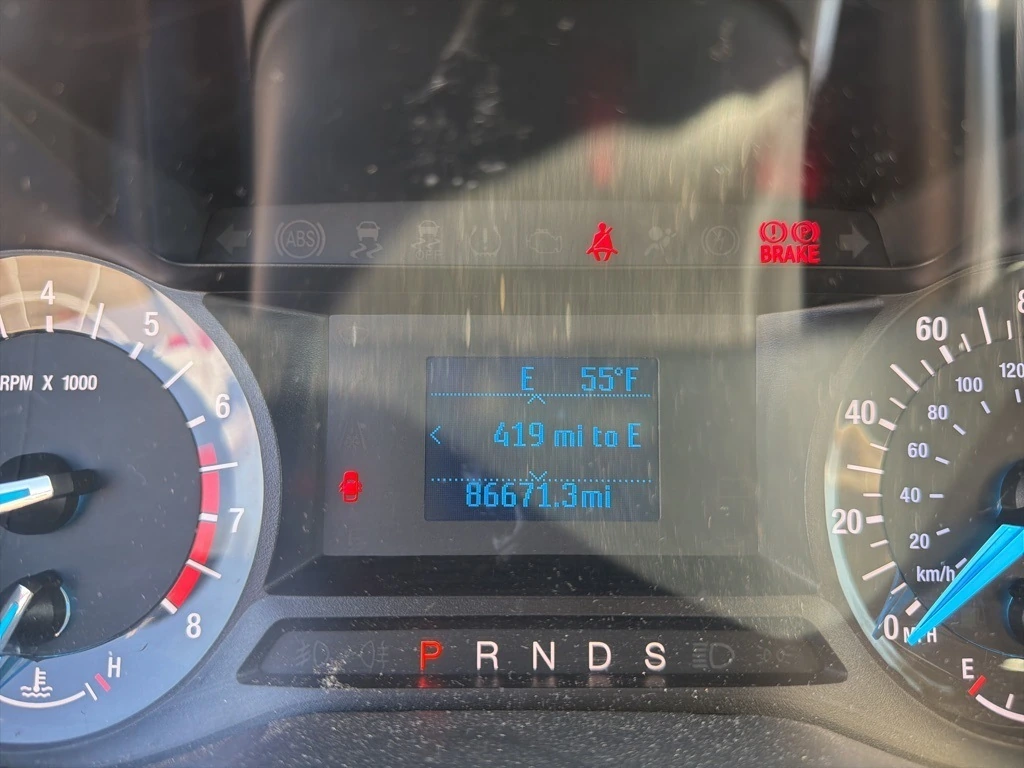 ABS
BRAKE
4
5
6
7
8
RPM X 1000
H
E 55°F
< 419 mi to E
86671.3mi
P R N D S
60
40
20
0 MPH
120
100
80
60
40
20
km/h
E